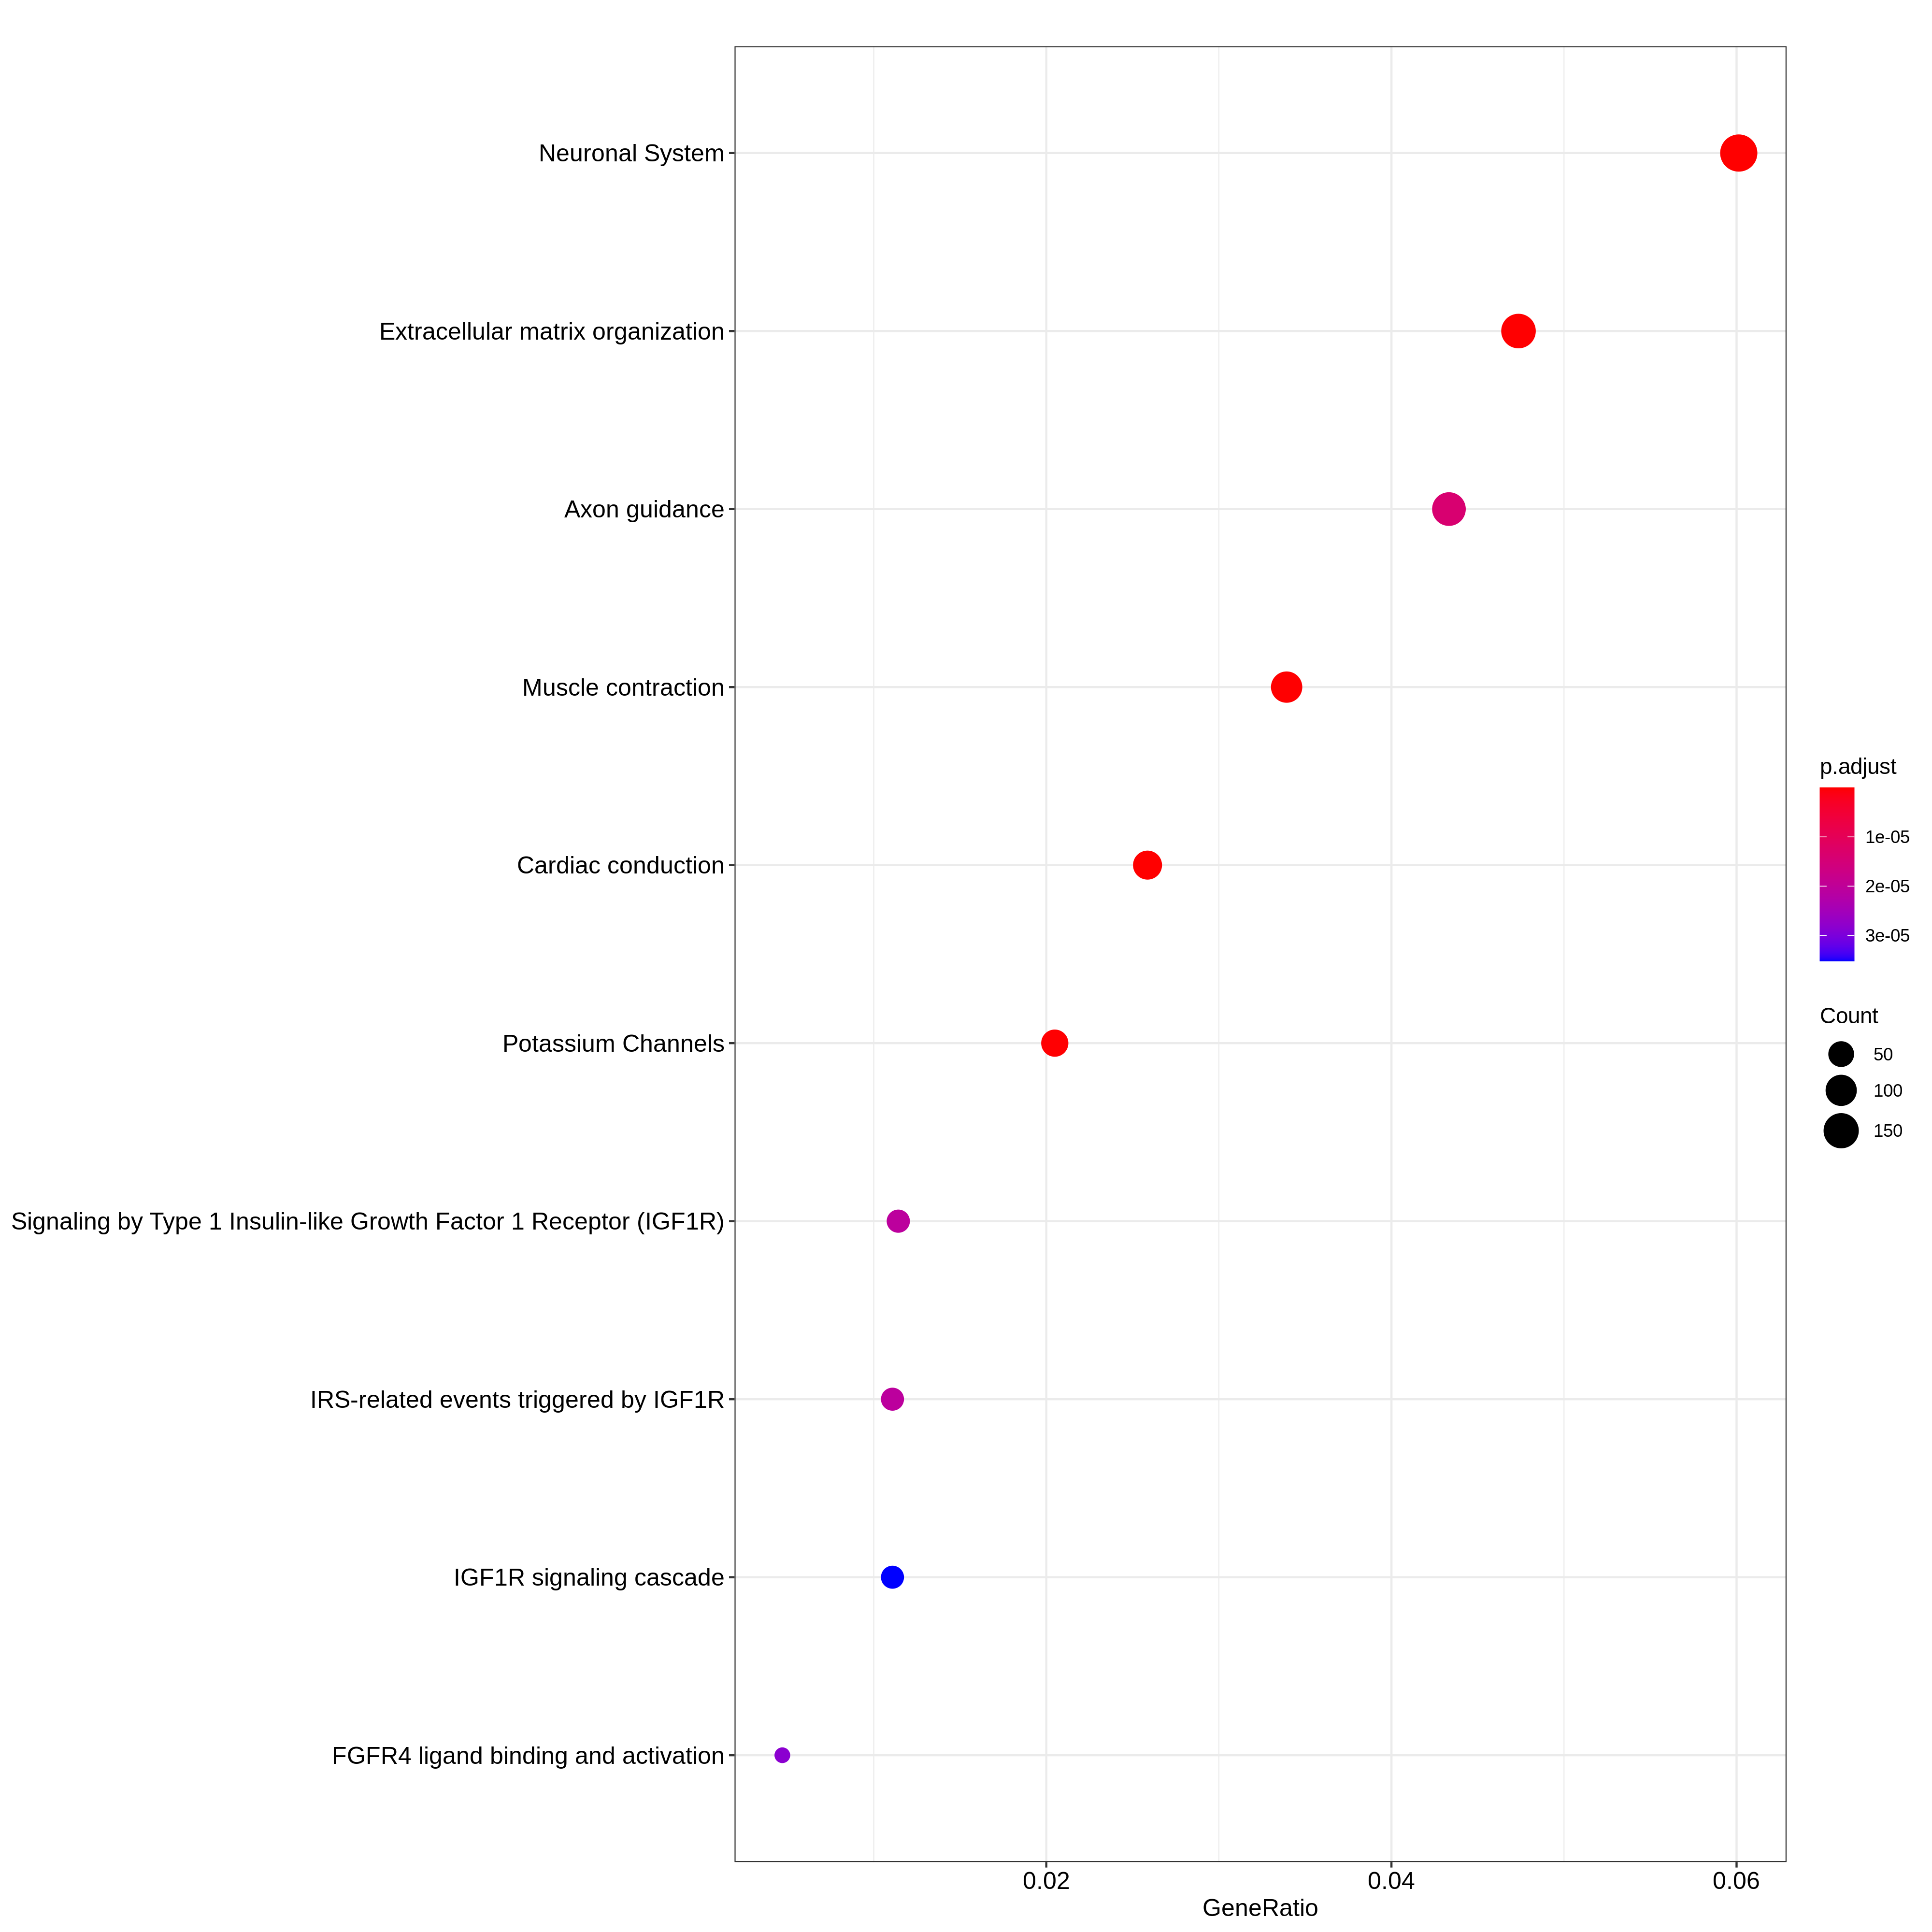 Neuronal System
Extracellular matrix organization
Axon guidance
Muscle contraction
Cardiac conduction
Potassium Channels
Signaling by Type 1 Insulin-like Growth Factor 1 Receptor (IGF1R)
IRS-related events triggered by IGF1R
IGF1R signaling cascade
FGFR4 ligand binding and activation
0.02 0.04 0.06
GeneRatio
p.adjust
1e-05
2e-05
3e-05
Count
50
100
150